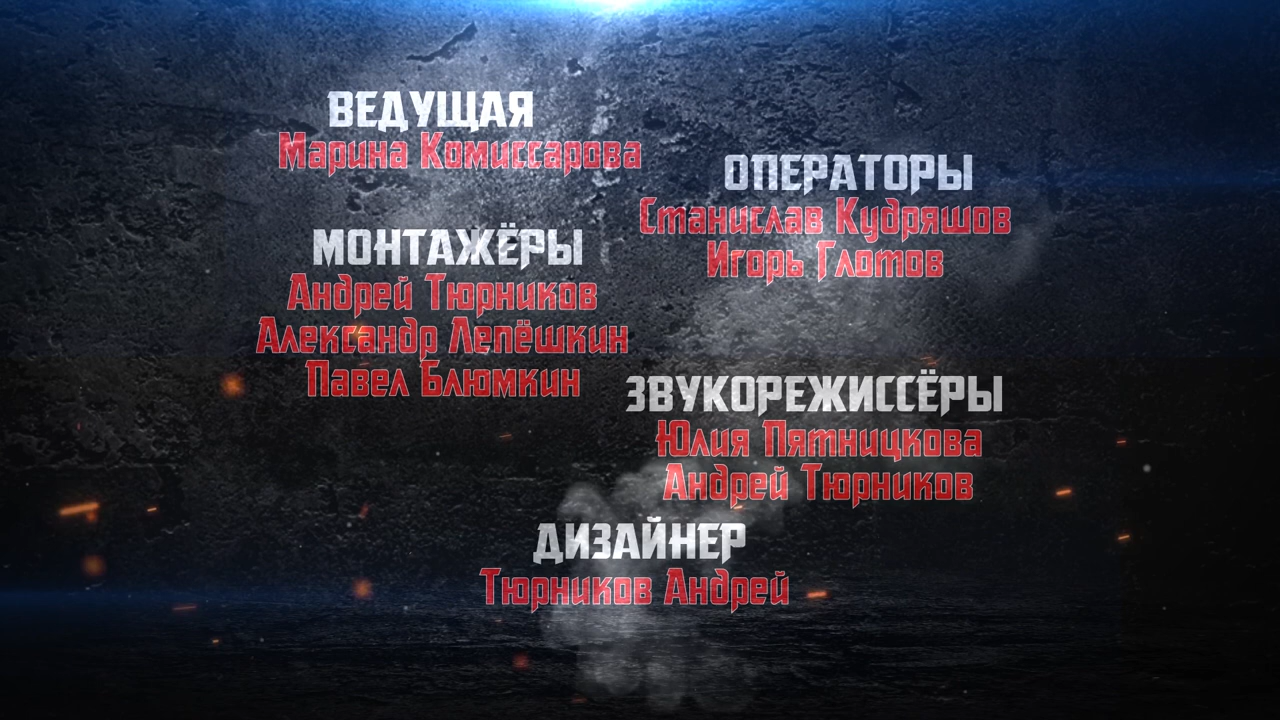 ВЕДУЩАЯ
Марина Комиссарова
ОПЕРАТОРЫ
Станислав Кудряшов
Игорь Глотов
МОНТАЖЁРЫ
Андрей Тюрников
Александр Лепёшкин
Павел Блюмкин
ЗВУКОРЕЖИССЁРЫ
Юлия Пятницкова
Андрей Тюрников
ДИЗАЙНЕР
Тюрников Андрей